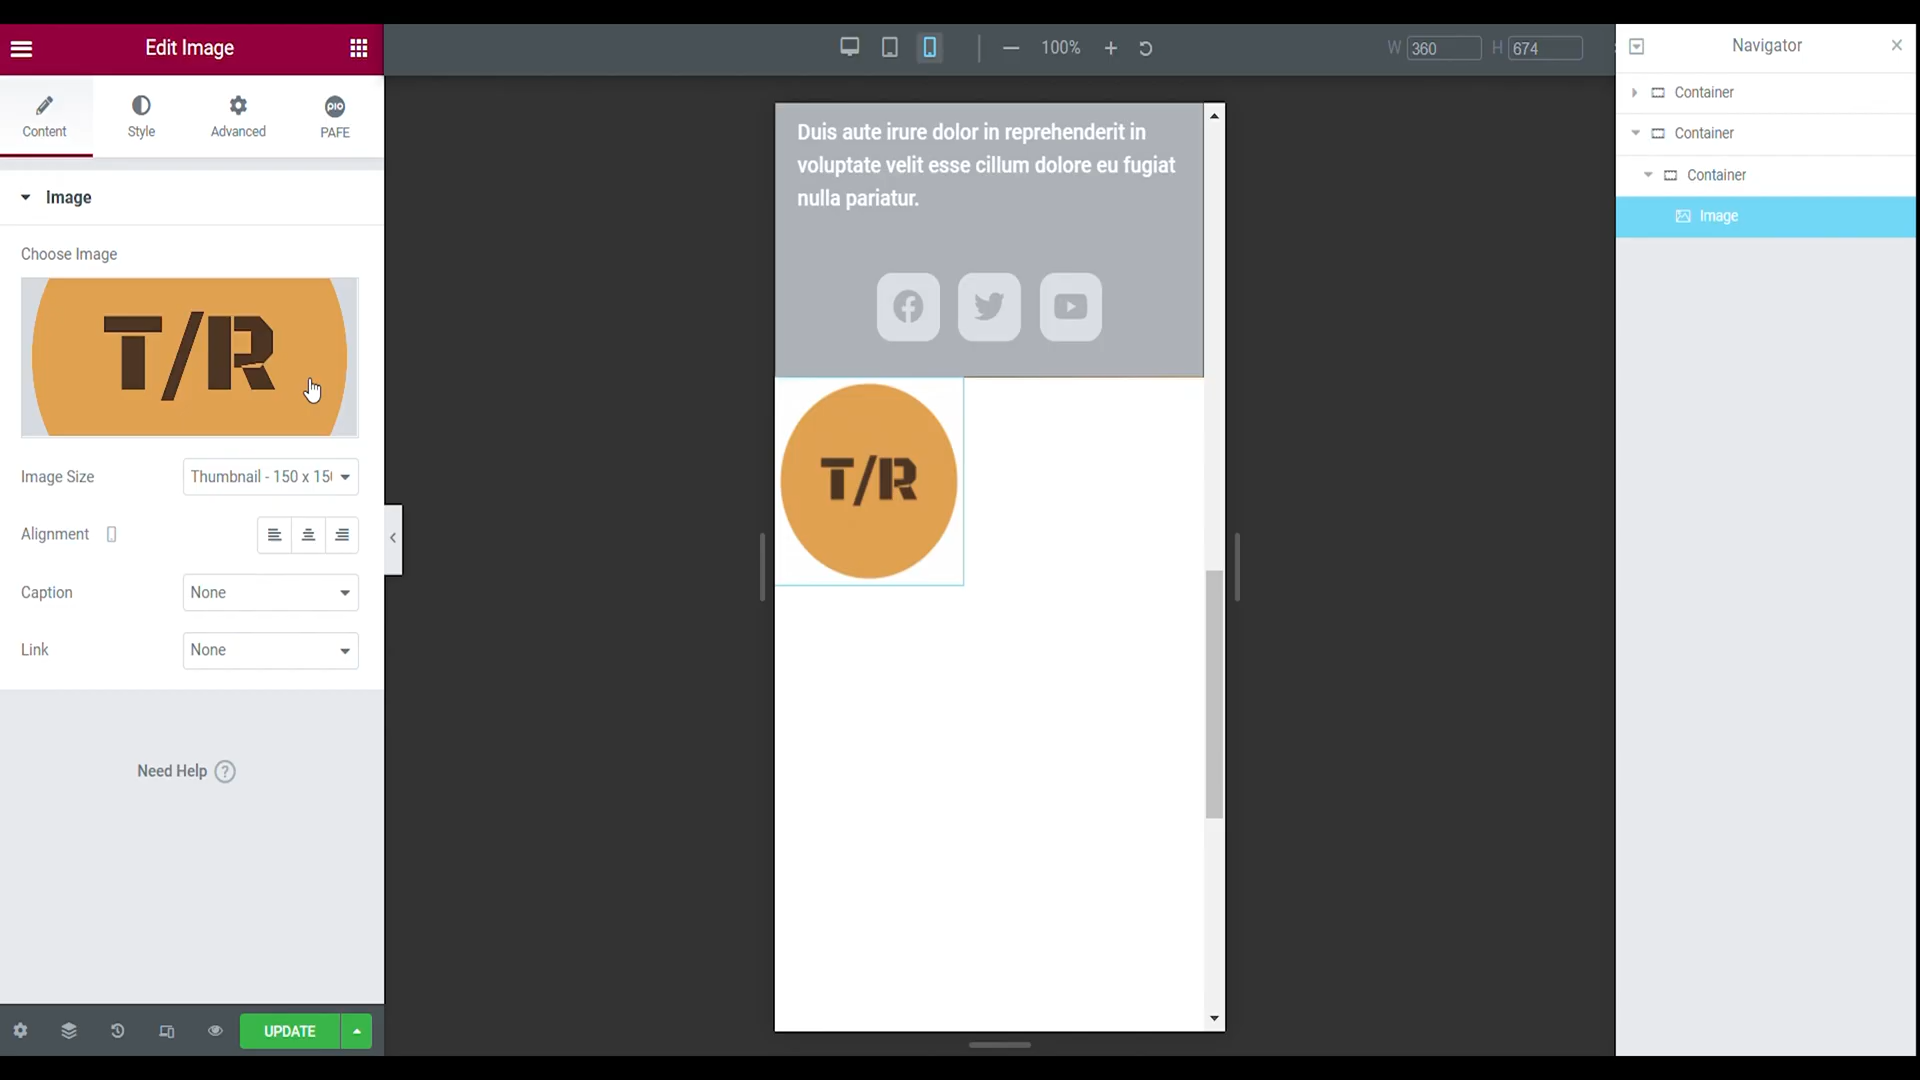 Edit Image
100%
W 360
H 674
Navigator
Content
Style
Advanced
pio
PAFE
Container
Container
Container
Image
Image
Choose Image
T/R
Image Size
Thumbnail - 150 x 15
Alignment
Caption
None
Link
None
Need Help ?
UPDATE
Duis aute irure dolor in reprehenderit in
voluptate velit esse cillum dolore eu fugiat
nulla pariatur.
T/R